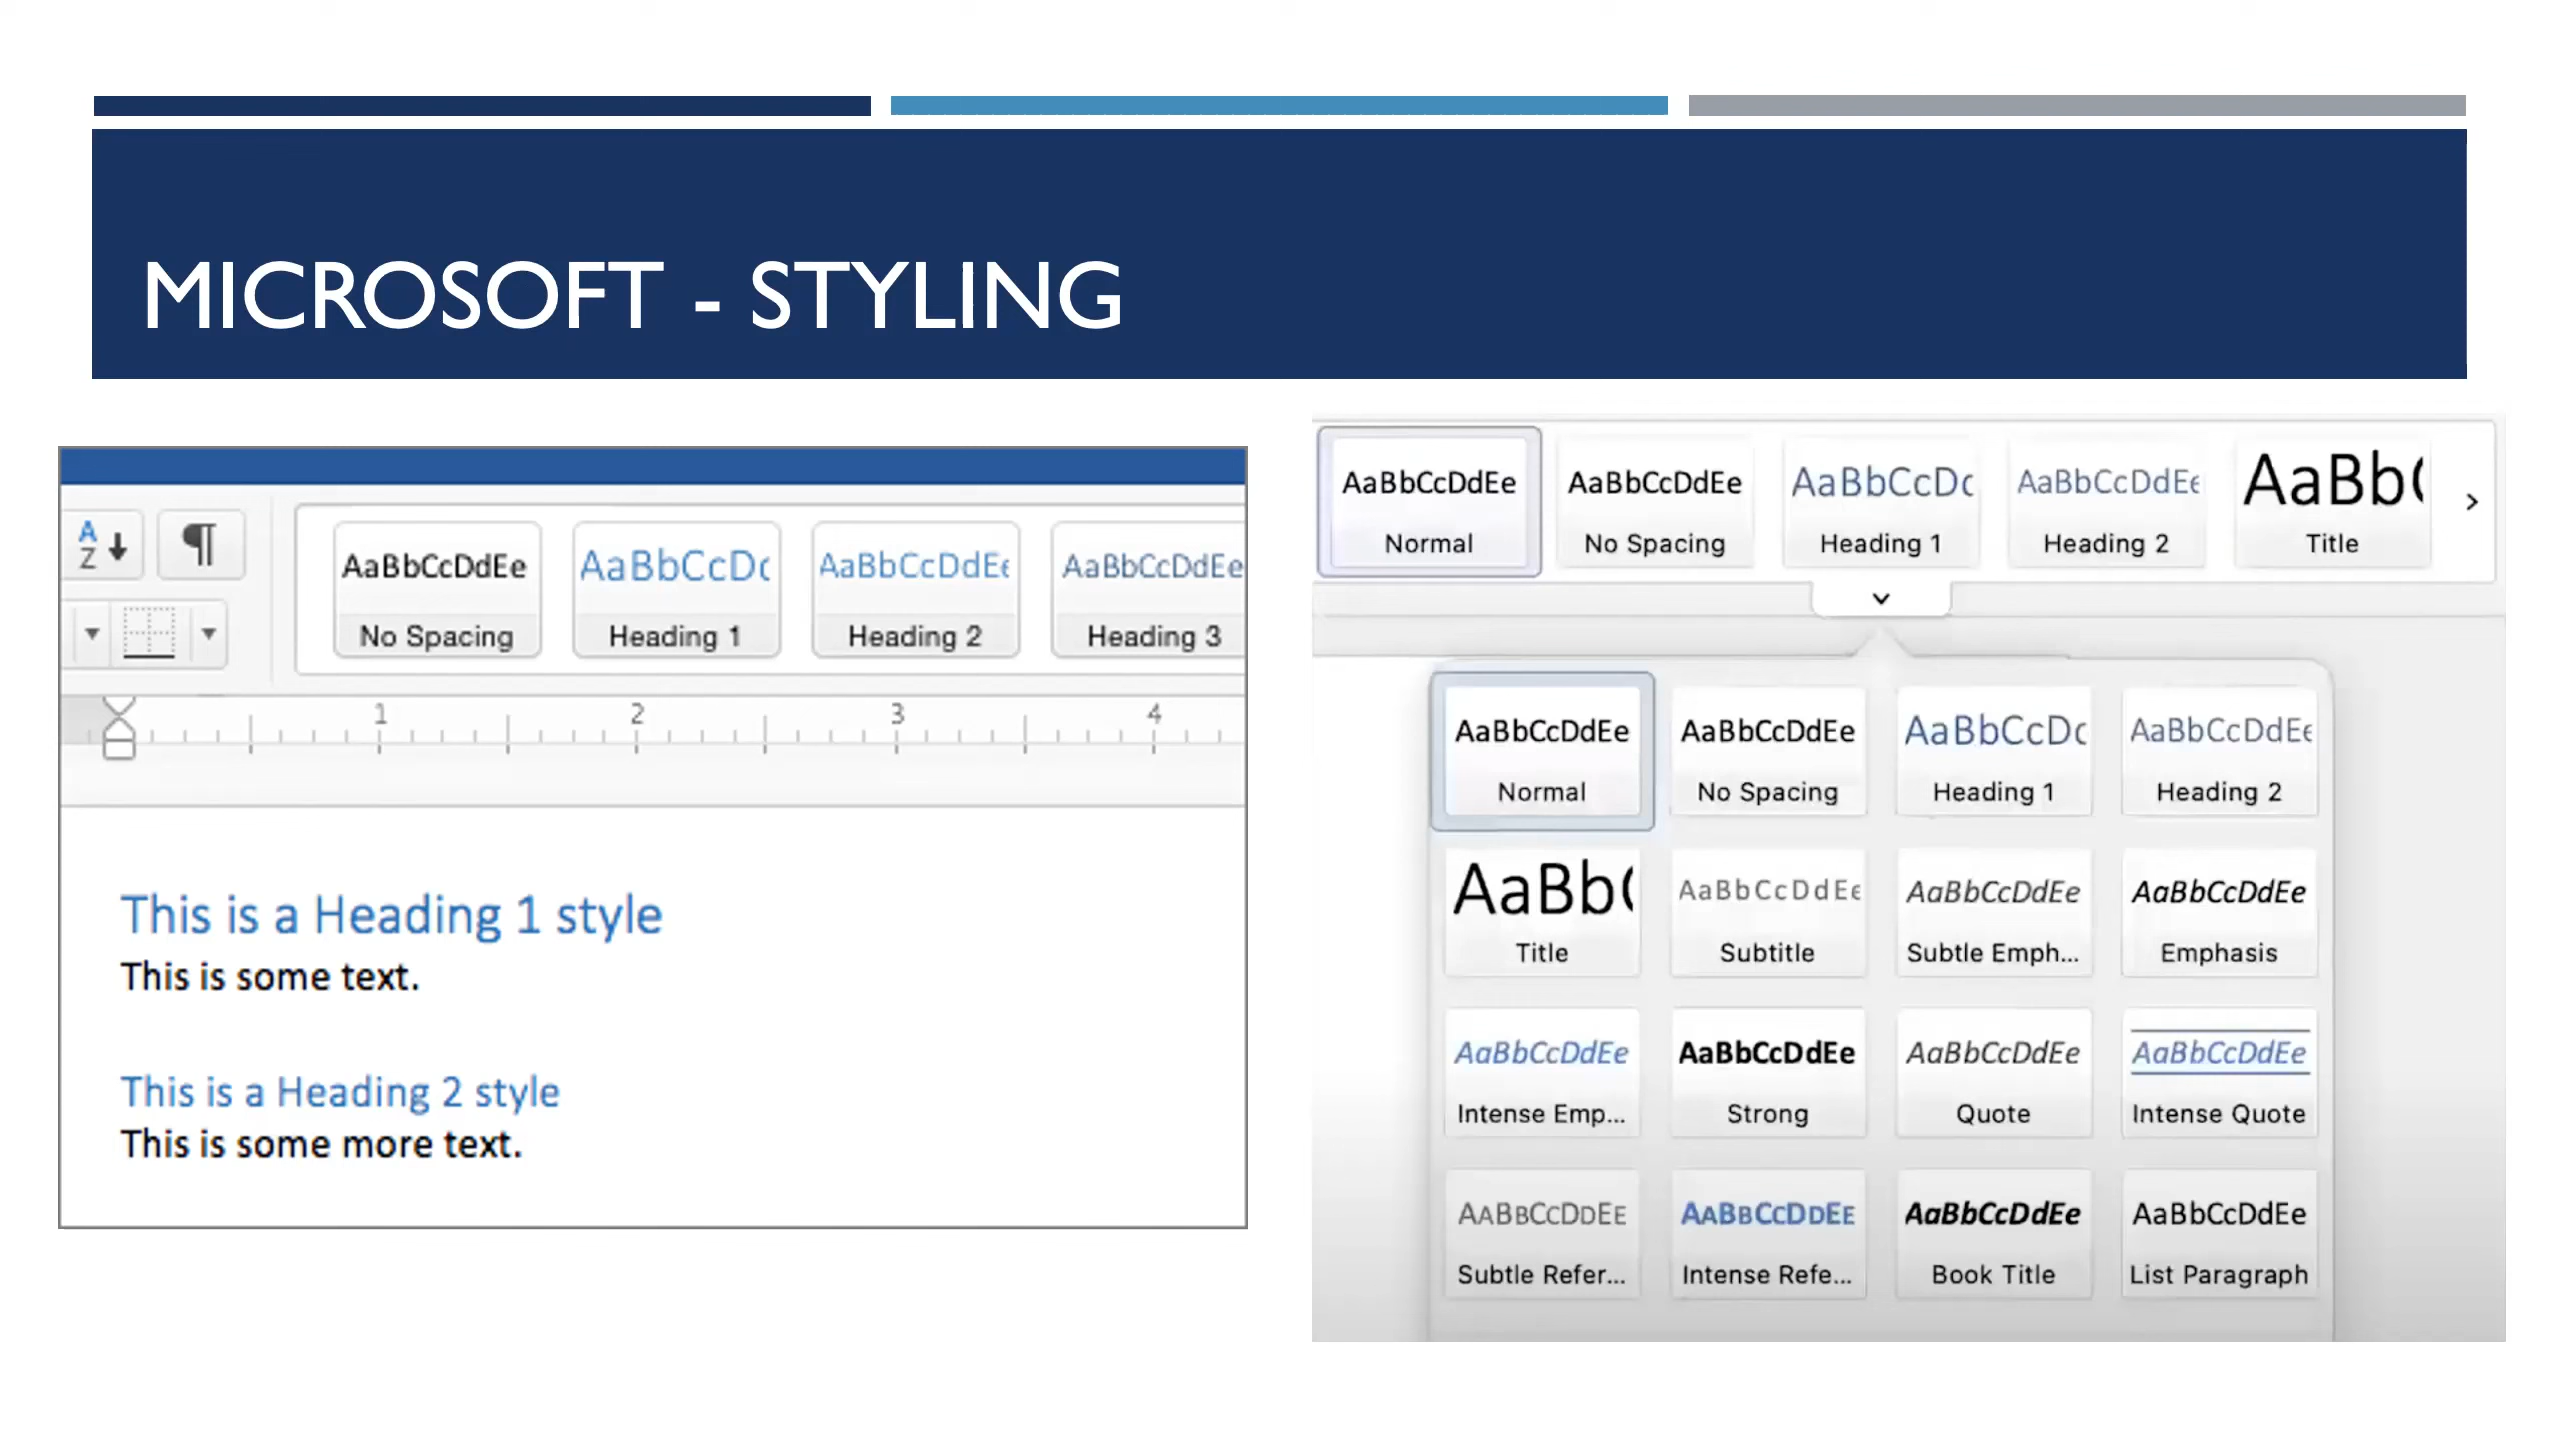 MICROSOFT - STYLING
A
Z
¶
AaBbCcDdEe
No Spacing
AaBbCcDc
Heading 1
AaBbCcDdEe
Heading 2
AaBbCcDdEe
Heading 3
1 2 3 4
This is a Heading 1 style
This is some text.
This is a Heading 2 style
This is some more text.
AaBbCcDdEe AaBbCcDdEe AaBbCcDc AaBbCcDdEe AaBb(
Normal No Spacing Heading 1 Heading 2 Title
AaBbCcDdEe AaBbCcDdEe AaBbCcDc AaBbCcDdEe
Normal No Spacing Heading 1 Heading 2
AaBb( AaBbCcDdEe AaBbCcDdEe AaBbCcDdEe
Title Subtitle Subtle Emph... Emphasis
AaBbCcDdEe AaBbCcDdEe AaBbCcDdEe AaBbCcDdEe
Intense Emp... Strong Quote Intense Quote
AABBCCDDEE AABBCCDDEE AaBbCcDdEe AaBbCcDdEe
Subtle Refer... Intense Refe... Book Title List Paragraph